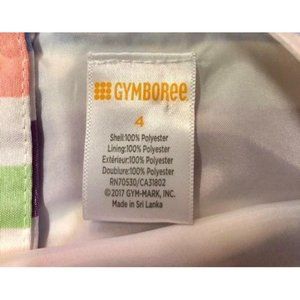 GYMBOREE
4
Shell:100% Polyester
Lining:100% Polyester
Extérieur:100% Polyester
Doublure:100% Polyester
RN70530/CA31802
©2017 GYM-MARK, INC.
Made in Sri Lanka